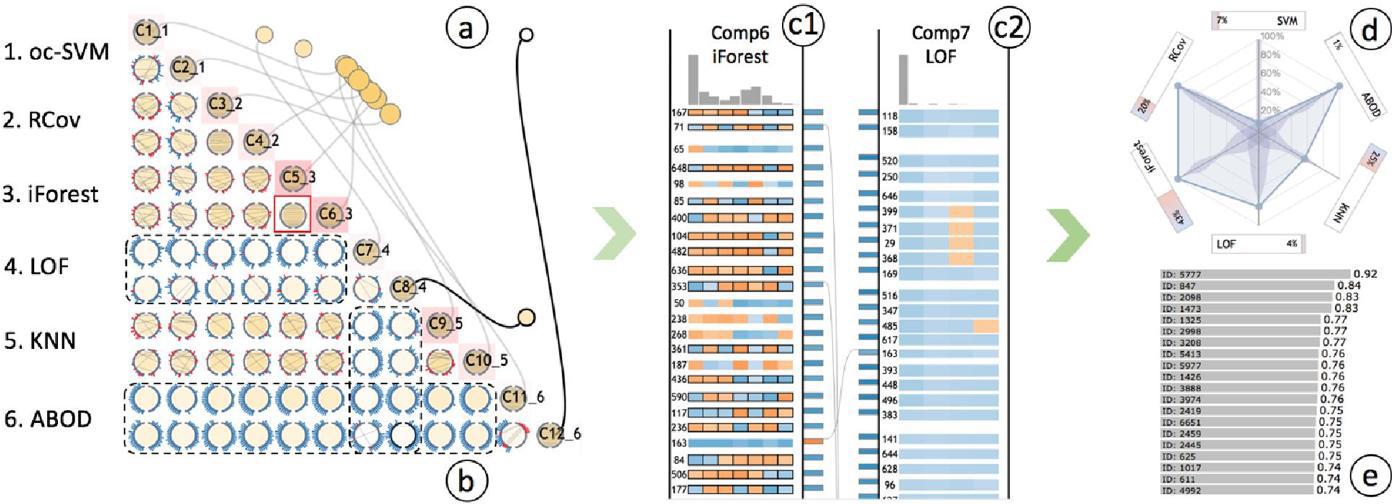 1. oc-SVM
2. RCov
3. iForest
4. LOF
5. KNN
6. ABOD
C1_1
C2_1
C3_2
C4_2
C5_3
C6_3
C7_4
C8_4
C9_5
C10_5
C11_6
C12_6
a
b
Comp6
iForest
c1
167
71
65
648
98
85
400
104
482
636
353
50
238
268
361
187
436
590
117
236
163
84
506
177
Comp7
LOF
c2
118
158
520
250
646
399
371
29
368
169
516
347
485
617
163
393
448
496
383
141
644
628
96
d
7% SVM
1% ABOD
25% KNN
LOF 4%
iForest 43%
RCov 20%
100%
80%
60%
40%
20%
ID: 5777 0.92
ID: 847 0.84
ID: 2098 0.83
ID: 1473 0.83
ID: 1325 0.77
ID: 2998 0.77
ID: 3208 0.77
ID: 5413 0.76
ID: 5977 0.76
ID: 1426 0.76
ID: 3888 0.76
ID: 3974 0.76
ID: 2419 0.75
ID: 6651 0.75
ID: 2459 0.75
ID: 2445 0.75
ID: 625 0.75
ID: 1017 0.74
ID: 611 0.74
ID: 4992 0.74
e